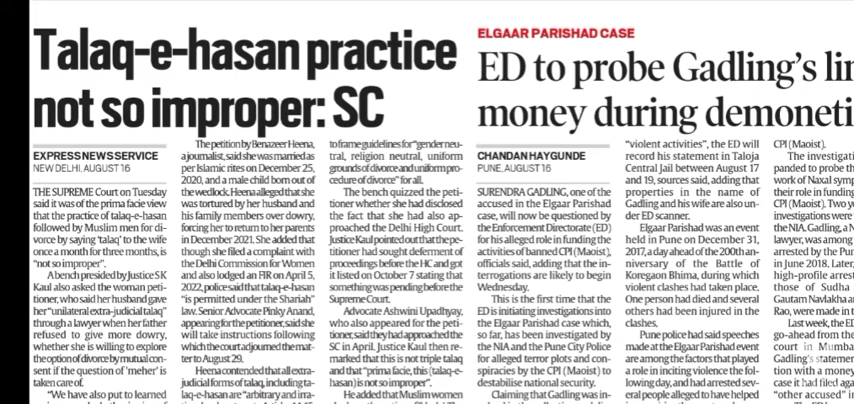 Talaq-e-hasan practice
not so improper: SC
EXPRESS NEWS SERVICE
NEW DELHI, AUGUST 16
THE SUPREME Court on Tuesday
said it was of the prima facie view
that the practice of talaq-e-hasan
followed by Muslim men for di-
vorce by saying 'talaq' to the wife
once a month for three months, is
"not so improper".
A bench presided by Justice S K
Kaul also asked the woman peti-
tioner, who said her husband gave
her "unilateral extra-judicial talaq"
through a lawyer when her father
refused to give more dowry,
whether she is willing to explore
the option of divorce by mutual con-
sent if the question of 'meher' is
taken care of.
"We have also put to learned
The petition by Benazeer Heena,
a journalist, said she was married as
per Islamic rites on December 25,
2020, and a male child born out of
the wedlock. Heena alleged that she
was tortured by her husband and
his family members over dowry,
forcing her to return to her parents
in December 2021. She added that
though she filed a complaint with
the Delhi Commission for Women
and also lodged an FIR on April 5,
2022, police said that talaq-e-hasan
"is permitted under the Shariah"
law. Senior Advocate Pinky Anand,
appearing for the petitioner, said she
will take instructions following
which the court adjourned the mat-
ter to August 29.
Heena contended that all extra-
judicial forms of talaq, including ta-
laq-e-hasan are "arbitrary and irra-
to frame guidelines for "gender neu-
tral, religion neutral, uniform
grounds of divorce and uniform pro-
cedure of divorce" for all.
The bench quizzed the peti-
tioner whether she had disclosed
the fact that she had also ap-
proached the Delhi High Court.
Justice Kaul pointed out that the pe-
titioner had sought deferment of
proceedings before the HC and got
it listed on October 7 stating that
something was pending before the
Supreme Court.
Advocate Ashwini Upadhyay,
who also appeared for the peti-
tioner, said they had approached the
SC in April. Justice Kaul then re-
marked that this is not triple talaq
and that "prima facie, this (talaq-e-
hasan) is not so improper".
He added that Muslim women
ELGAAR PARISHAD CASE
ED to probe Gadling's lin
money during demoneti
CHANDAN HAYGUNDE
PUNE, AUGUST 16
SURENDRA GADLING, one of the
accused in the Elgaar Parishad
case, will now be questioned by
the Enforcement Directorate (ED)
for his alleged role in funding the
activities of banned CPI (Maoist),
officials said, adding that the in-
terrogations are likely to begin
Wednesday.
This is the first time that the
ED is initiating investigations into
the Elgaar Parishad case which,
so far, has been investigated by
the NIA and the Pune City Police
for alleged terror plots and con-
spiracies by the CPI (Maoist) to
destabilise national security.
Claiming that Gadling was in-
"violent activities", the ED will
record his statement in Taloja
Central Jail between August 17
and 19, sources said, adding that
properties in the name of
Gadling and his wife are also un-
der ED scanner.
Elgaar Parishad was an event
held in Pune on December 31,
2017, a day ahead of the 200th an-
niversary of the Battle of
Koregaon Bhima, during which
violent clashes had taken place.
One person had died and several
others had been injured in the
clashes.
Pune police had said speeches
made at the Elgaar Parishad event
are among the factors that played
a role in inciting violence the fol-
lowing day, and had arrested sev-
eral people alleged to have helped
CPI (Maoist).
The investigati
panded to probe th
work of Naxal symp
their role in funding
CPI (Maoist). Two y
investigations were
the NIA. Gadling, a N
lawyer, was among
arrested by the Pur
in June 2018. Later,
high-profile arrest
those of Sudha
Gautam Navlakha ar
Rao, were made in t
Last week, the ED
go-ahead from the
court in Mumba
Gadling's statemer
tion with a money
case it had filed aga
"other accused" in